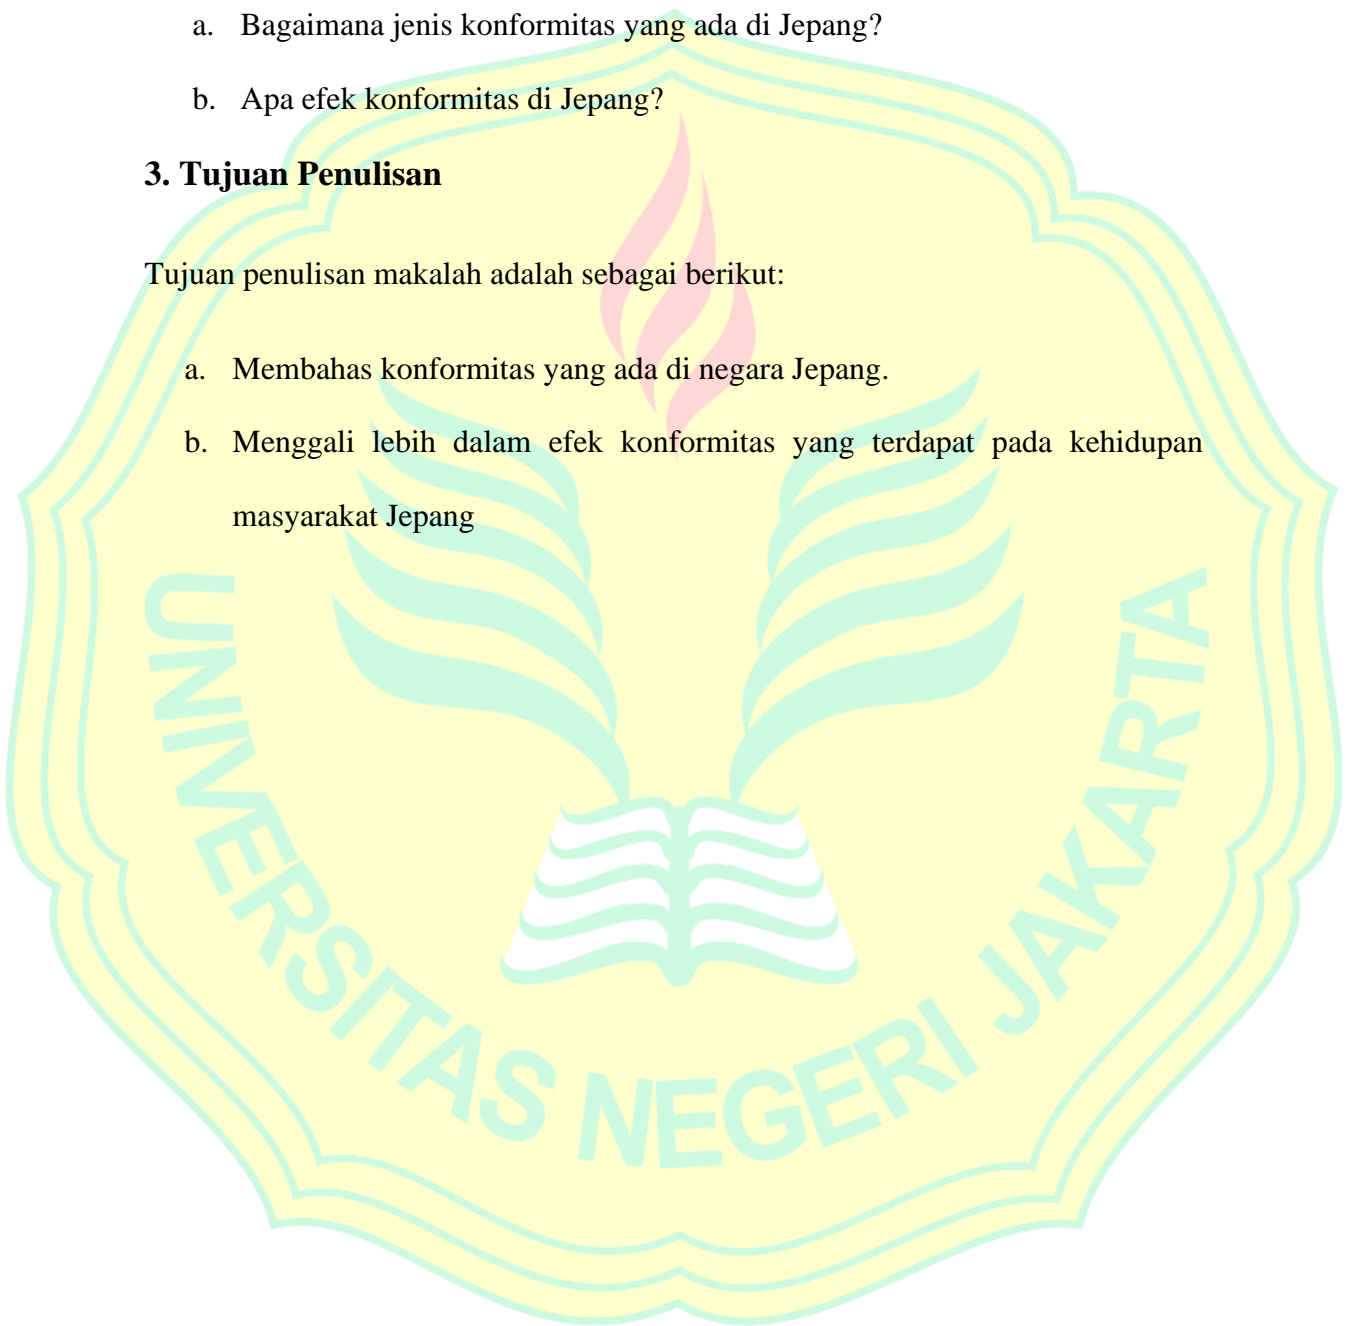 a. Bagaimana jenis konformitas yang ada di Jepang?
b. Apa efek konformitas di Jepang?
3. Tujuan Penulisan
Tujuan penulisan makalah adalah sebagai berikut:
a. Membahas konformitas yang ada di negara Jepang.
b. Menggali lebih dalam efek konformitas yang terdapat pada kehidupan
masyarakat Jepang
UNIVERSITAS NEGERI JAKARTA